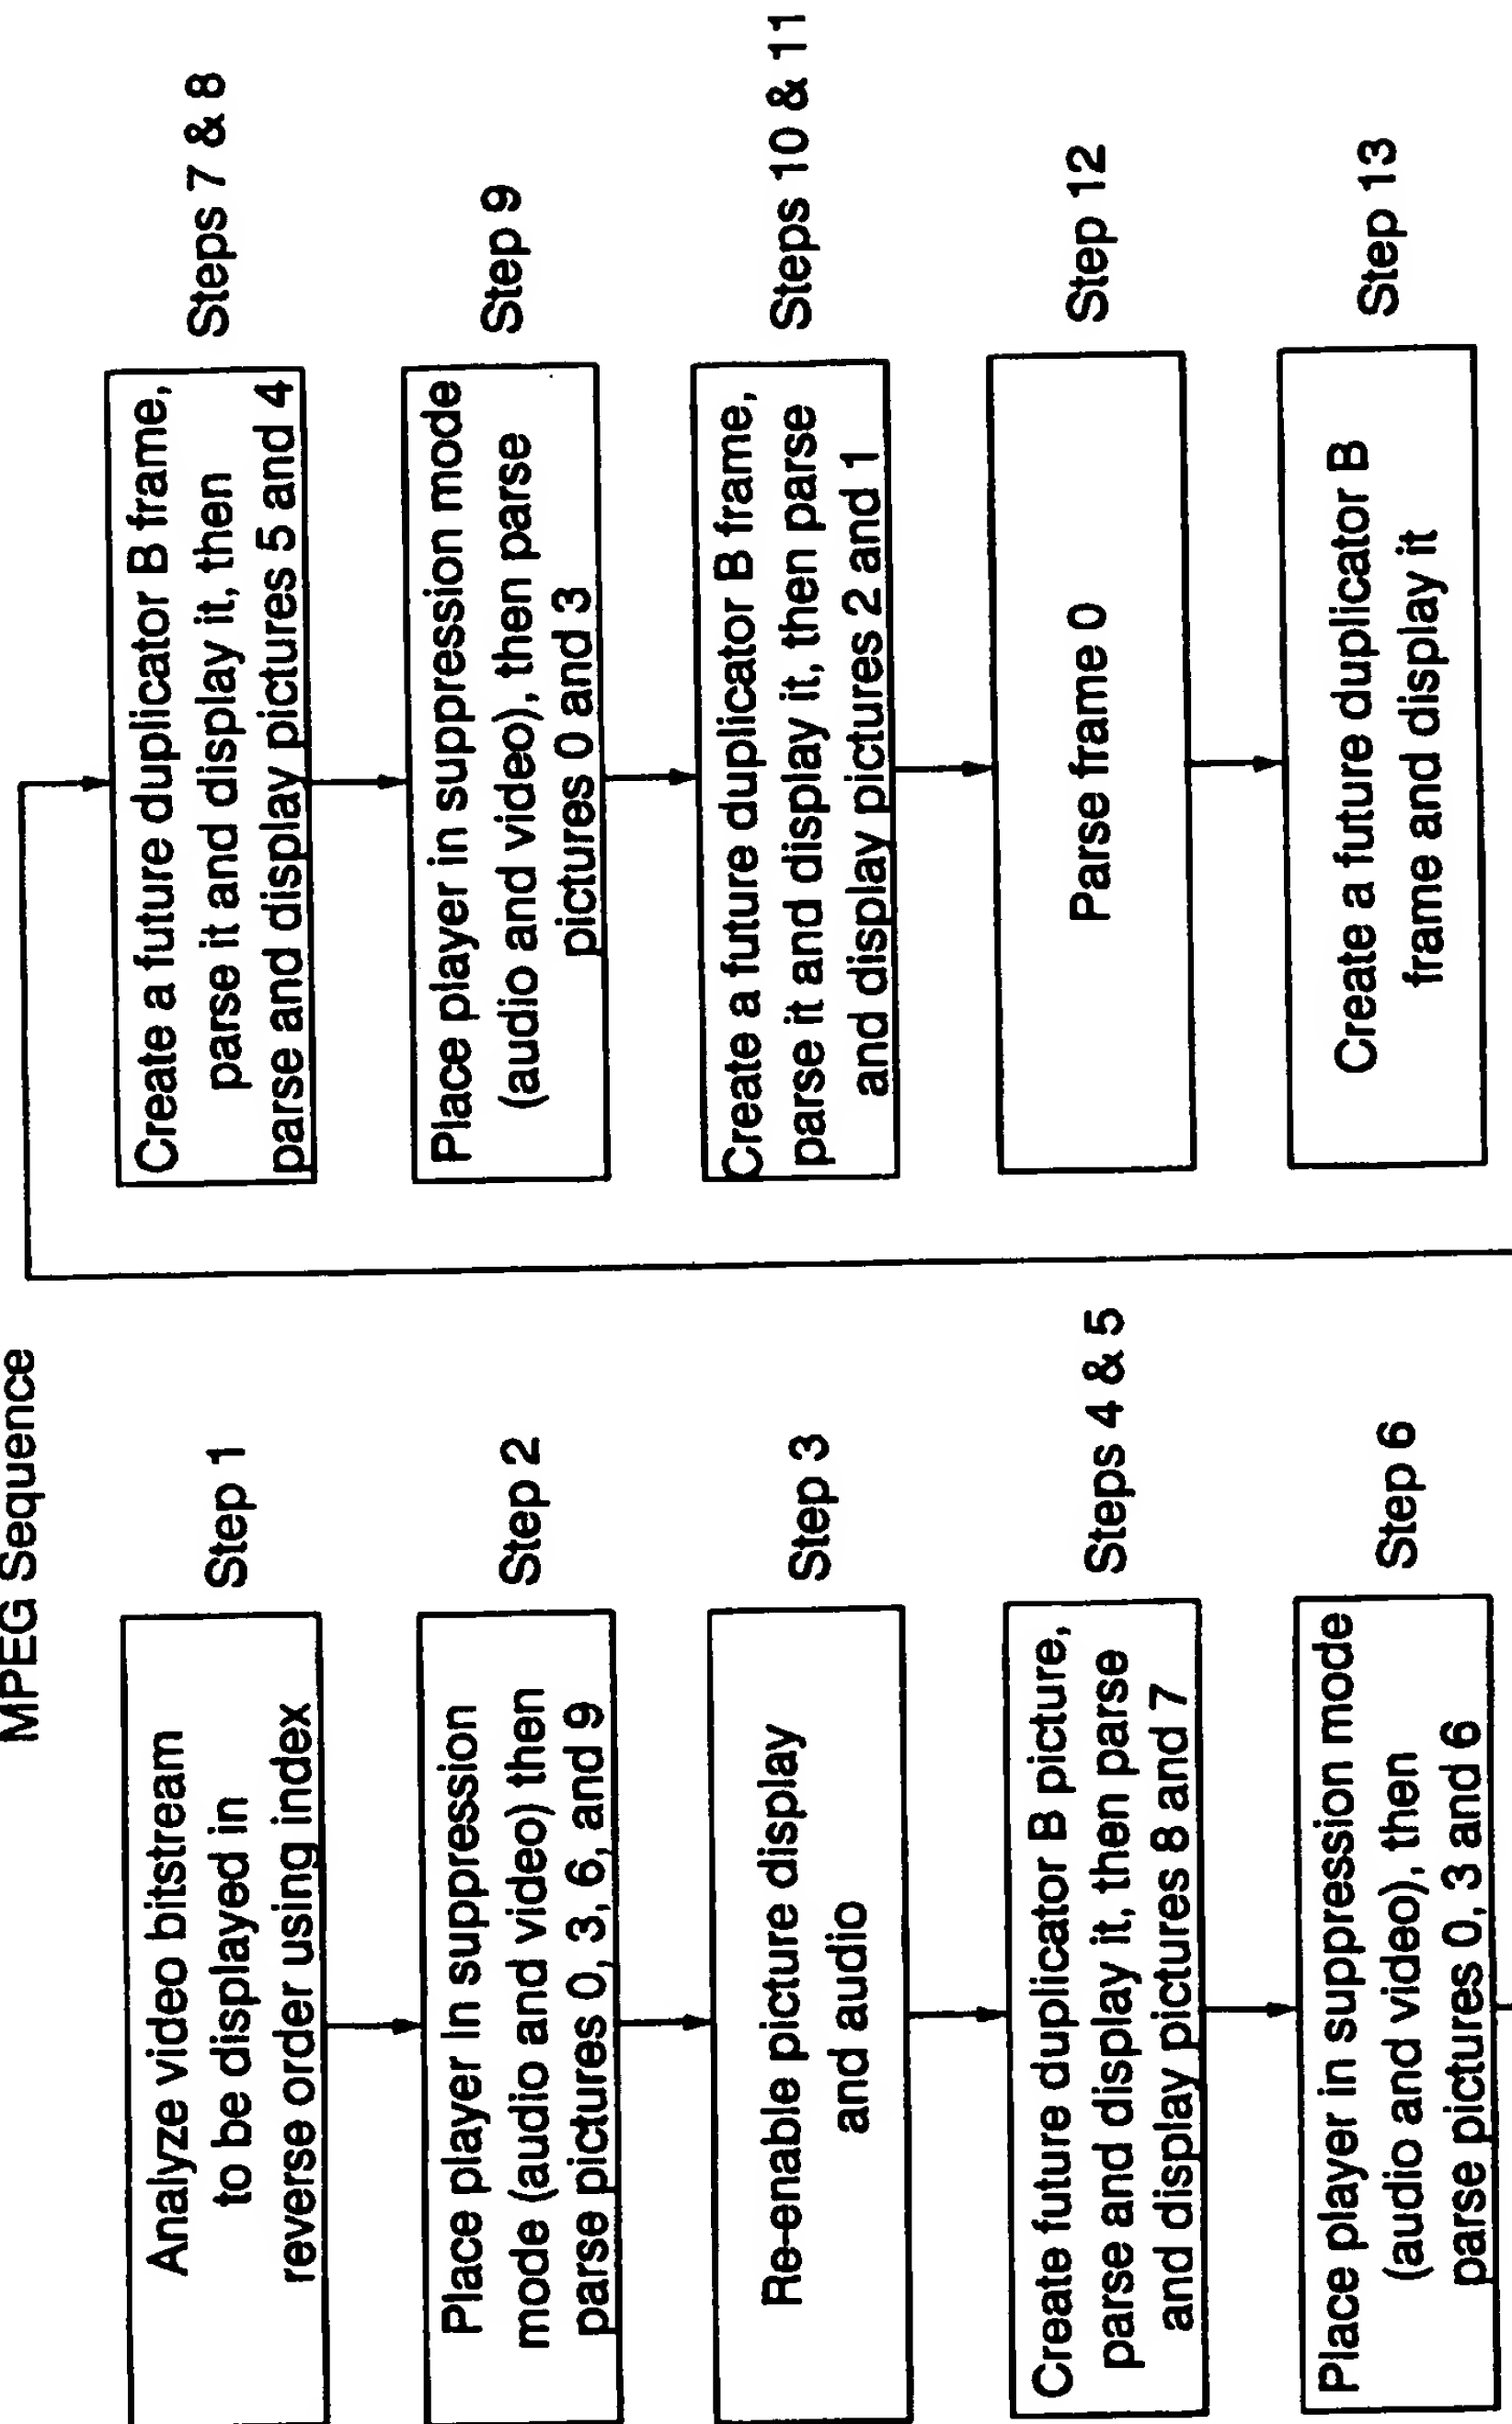 MPEG Sequence
Analyze video bitstream
to be displayed in
reverse order using index
Step 1
Place player in suppression
mode (audio and video) then
parse pictures 0, 3, 6, and 9
Step 2
Re-enable picture display
and audio
Step 3
Create future duplicator B picture,
parse and display it, then parse
and display pictures 8 and 7
Steps 4 & 5
Place player in suppression mode
(audio and video), then
parse pictures 0, 3 and 6
Step 6
Create a future duplicator B frame,
parse it and display it, then
parse and display pictures 5 and 4
Steps 7 & 8
Place player in suppression mode
(audio and video), then parse
pictures 0 and 3
Step 9
Create a future duplicator B frame,
parse it and display it, then parse
and display pictures 2 and 1
Steps 10 & 11
Parse frame 0
Step 12
Create a future duplicator B
frame and display it
Step 13